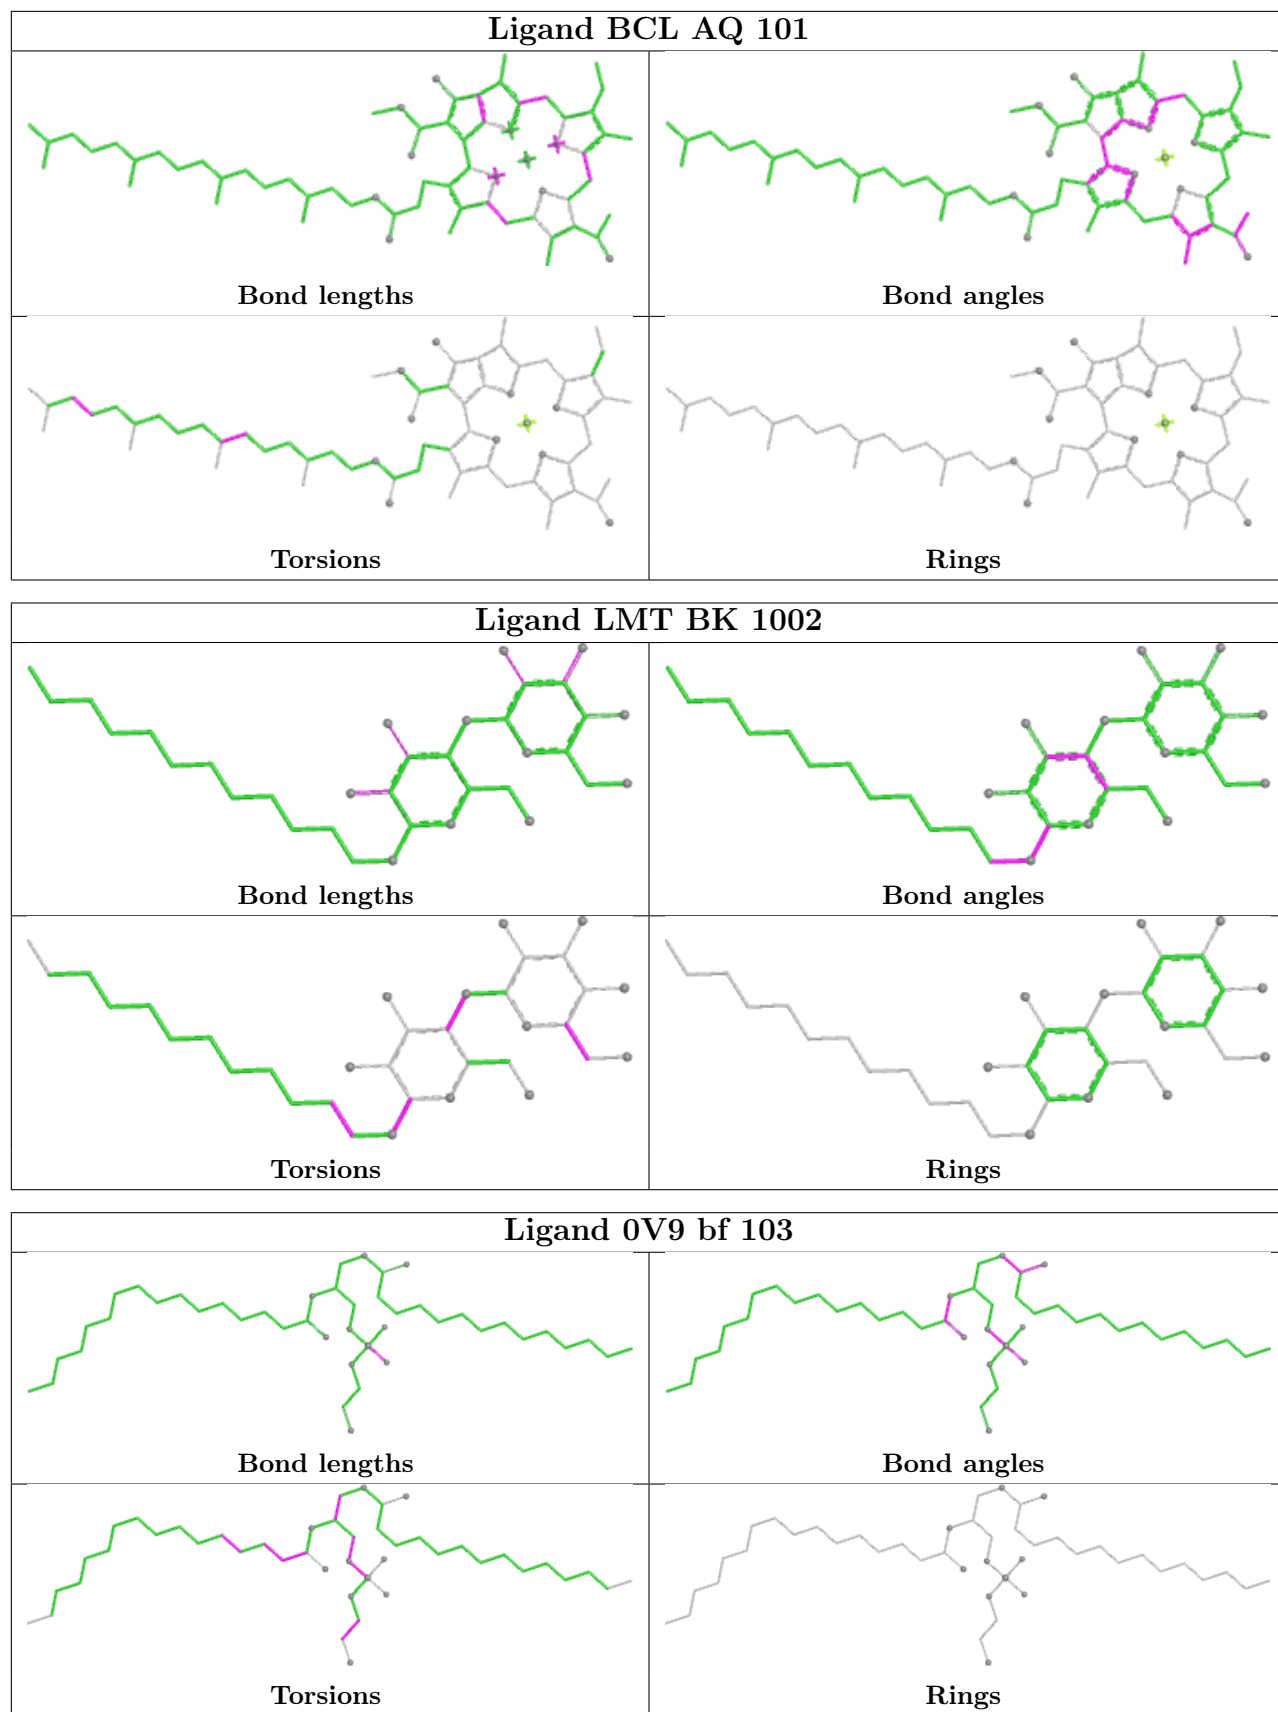 Ligand BCL AQ 101
Bond lengths
Bond angles
Torsions
Rings
Ligand LMT BK 1002
Bond lengths
Bond angles
Torsions
Rings
Ligand 0V9 bf 103
Bond lengths
Bond angles
Torsions
Rings